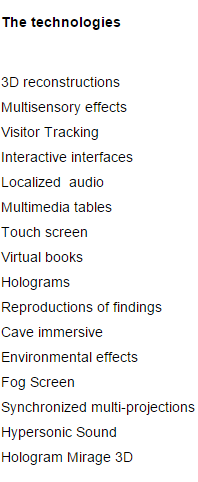 The technologies
3D reconstructions
Multisensory effects
Visitor Tracking
Interactive interfaces
Localized  audio
Multimedia tables
Touch screen
Virtual books
Holograms
Reproductions of findings
Cave immersive
Environmental effects
Fog Screen
Synchronized multi-projections
Hypersonic Sound
Hologram Mirage 3D